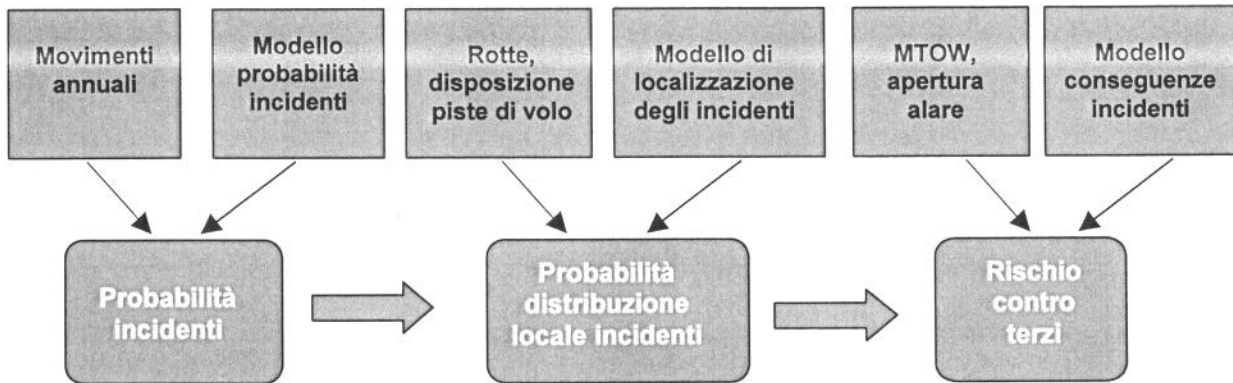 Movimenti
annuali
Modello
probabilità
incidenti
Rotte,
disposizione
piste di volo
Modello di
localizzazione
degli incidenti
MTOW,
apertura
alare
Modello
conseguenze
incidenti
Probabilità
incidenti
Probabilità
distribuzione
locale incidenti
Rischio
contro
terzi